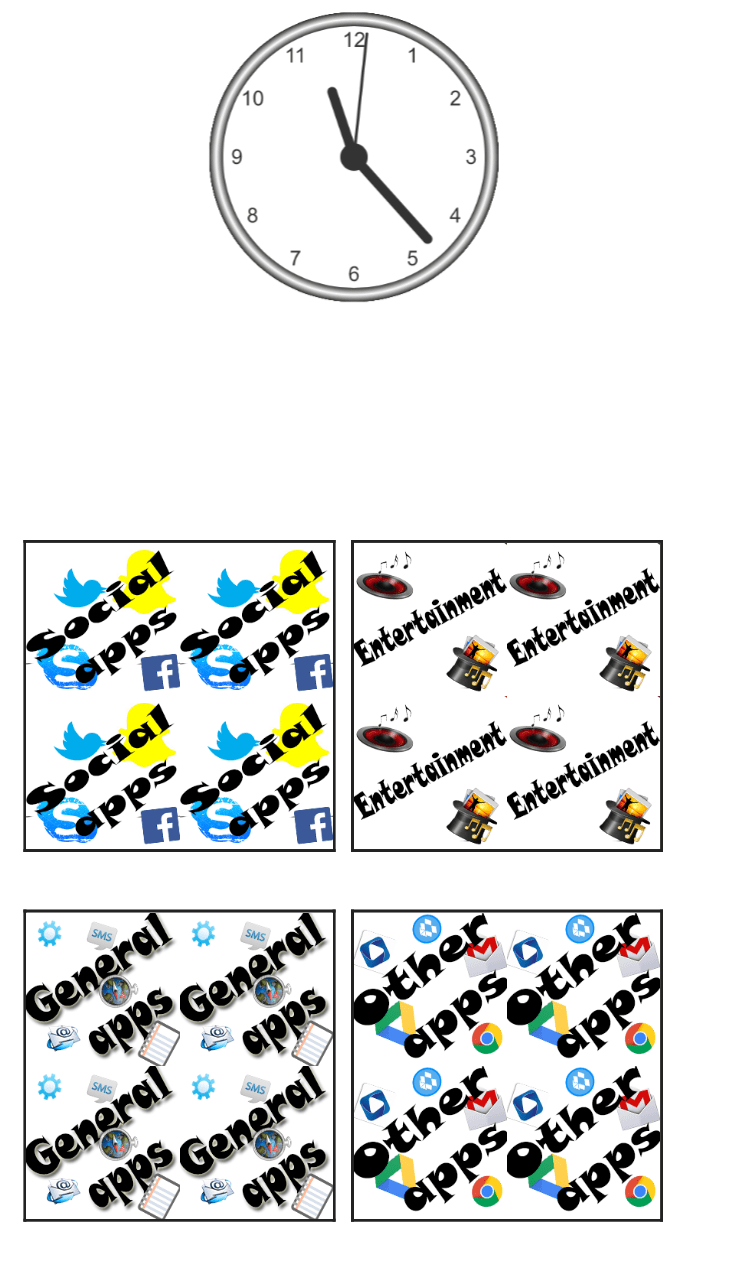 12
11 1
10 2
9 3
8 4
7 5
6
Social Social
apps apps
Social Social
apps apps
Entertainment Entertainment
Entertainment Entertainment
SMS SMS
General General
apps apps
SMS SMS
General General
apps apps
Other Other
apps apps
Other Other
apps apps